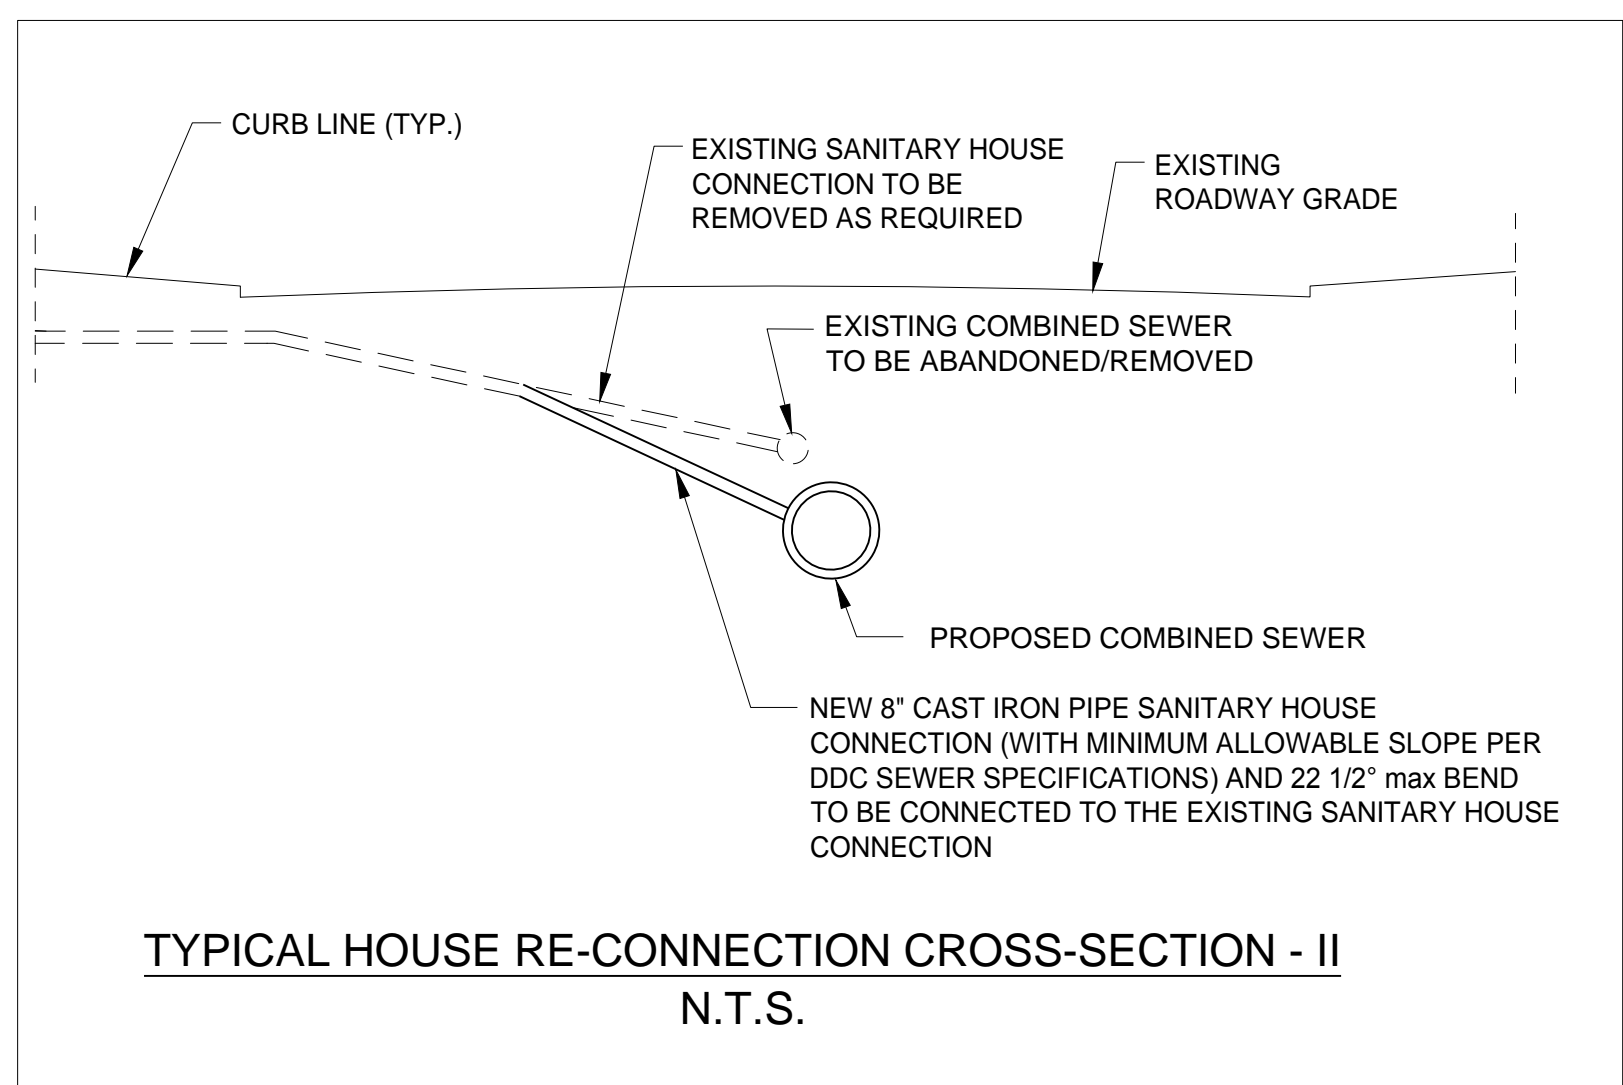 CURB LINE (TYP.)
EXISTING SANITARY HOUSE
CONNECTION TO BE
REMOVED AS REQUIRED
EXISTING
ROADWAY GRADE
EXISTING COMBINED SEWER
TO BE ABANDONED/REMOVED
PROPOSED COMBINED SEWER
NEW 8" CAST IRON PIPE SANITARY HOUSE
CONNECTION (WITH MINIMUM ALLOWABLE SLOPE PER
DDC SEWER SPECIFICATIONS) AND 22 1/2° max BEND
TO BE CONNECTED TO THE EXISTING SANITARY HOUSE
CONNECTION
TYPICAL HOUSE RE-CONNECTION CROSS-SECTION - II
N.T.S.